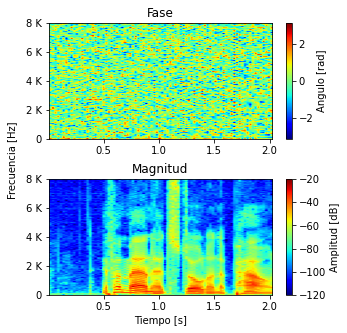 Fase
8 K
6 K
4 K
2 K
0
0.5
1.0
1.5
2.0
2
0
−2
Angulo [rad]
Frecuencia [Hz]
Magnitud
8 K
6 K
4 K
2 K
0
0.5
1.0
1.5
2.0
Tiempo [s]
−20
−40
−60
−80
−100
−120
Amplitud [dB]